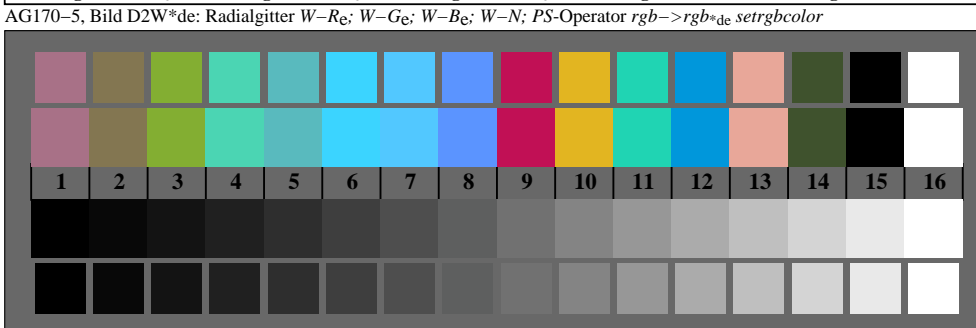 AG170−5, Bild D2W*de: Radialgitter W−Re; W−Ge; W−Be; W−N; PS-Operator rgb−>rgb*de setrgbcolor
1 2 3 4 5 6 7 8 9 10 11 12 13 14 15 16